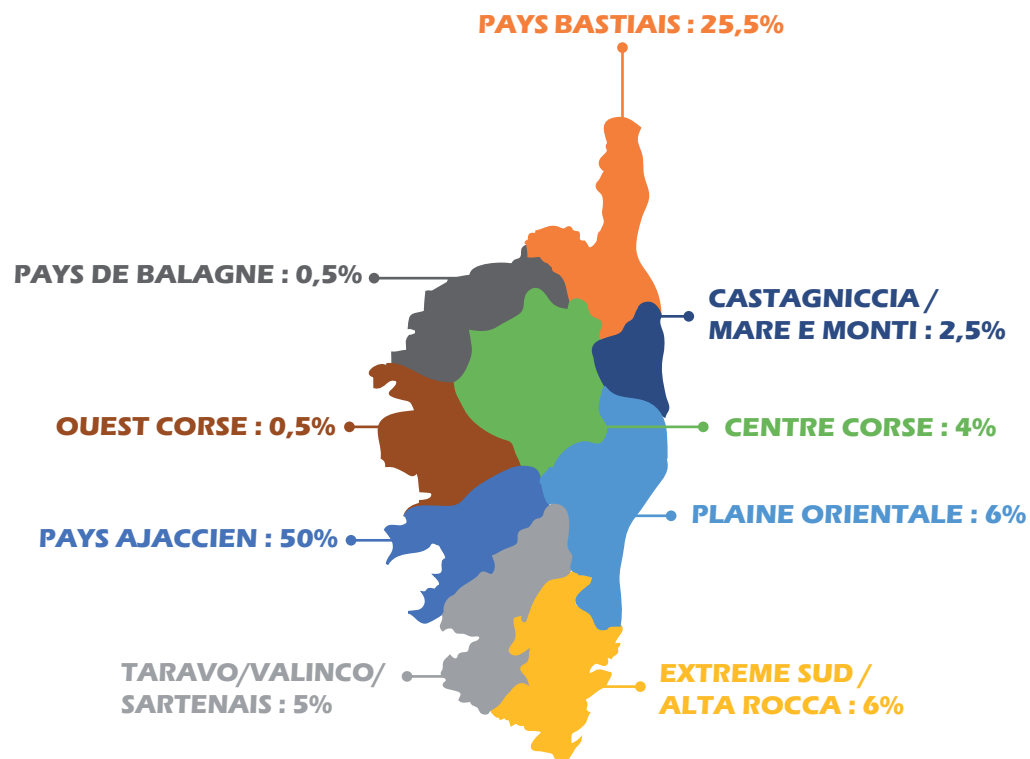 PAYS BASTIAIS : 25,5%
PAYS DE BALAGNE : 0,5%
CASTAGNICCIA /
MARE E MONTI : 2,5%
OUEST CORSE : 0,5%
CENTRE CORSE : 4%
PLAINE ORIENTALE : 6%
PAYS AJACCIEN : 50%
TARAVO/VALINCO/
SARTENAIS : 5%
EXTREME SUD /
ALTA ROCCA : 6%